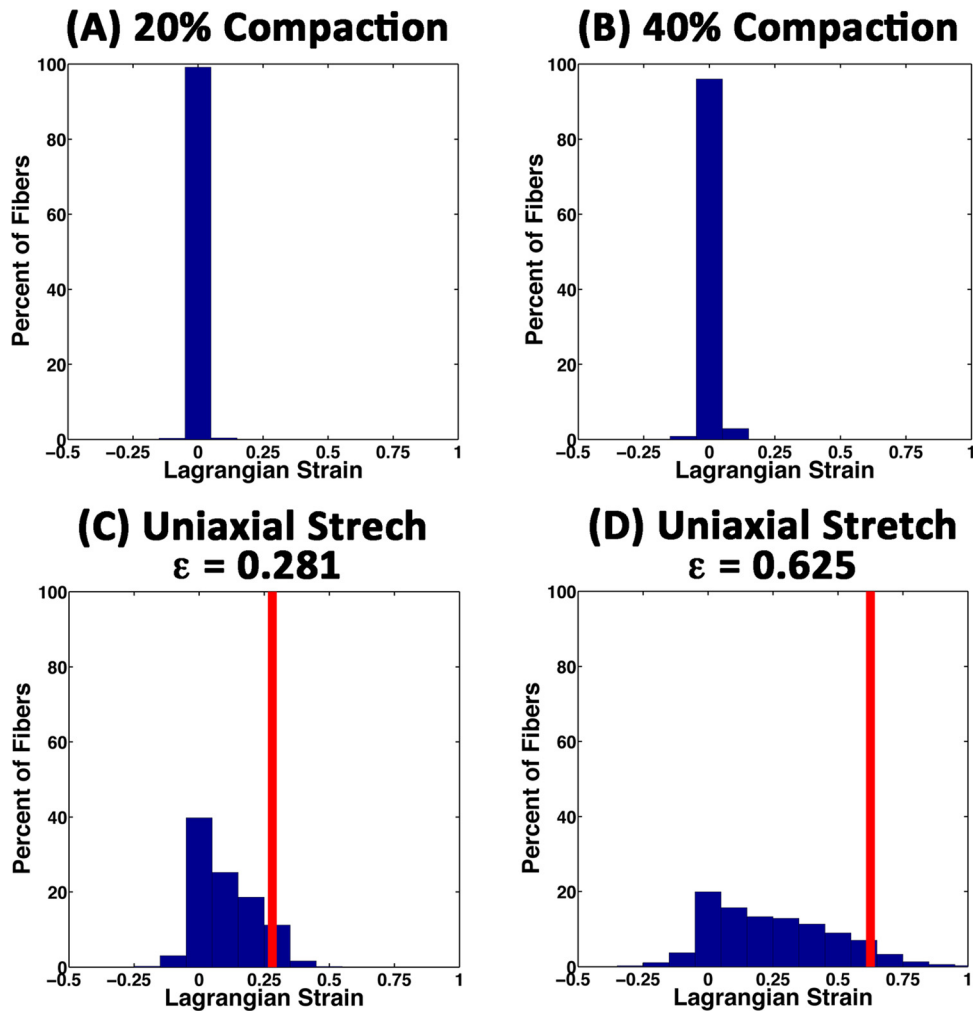 (A) 20% Compaction
100
80
60
40
20
0
Percent of Fibers
−0.5 −0.25 0 0.25 0.5 0.75 1
Lagrangian Strain
(B) 40% Compaction
100
80
60
40
20
0
Percent of Fibers
−0.5 −0.25 0 0.25 0.5 0.75 1
Lagrangian Strain
(C) Uniaxial Strech
ε = 0.281
100
80
60
40
20
0
Percent of Fibers
−0.5 −0.25 0 0.25 0.5 0.75 1
Lagrangian Strain
(D) Uniaxial Stretch
ε = 0.625
100
80
60
40
20
0
Percent of Fibers
−0.5 −0.25 0 0.25 0.5 0.75 1
Lagrangian Strain